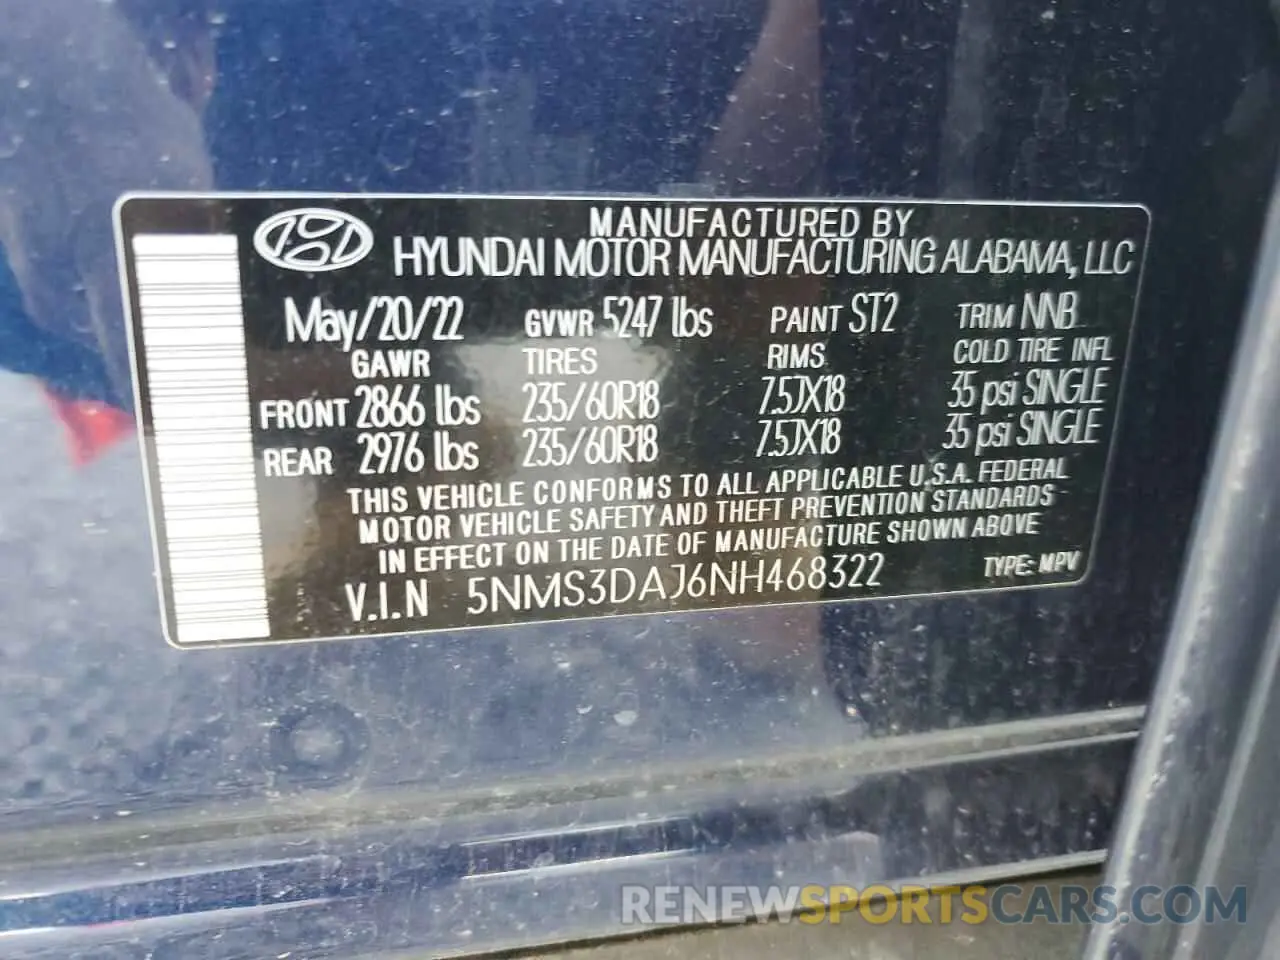 MANUFACTURED BY
HYUNDAI MOTOR MANUFACTURING ALABAMA, LLC
May/20/22 GVWR 5247 lbs PAINT ST2 TRIM NNB
GAWR TIRES RIMS COLD TIRE INFL
FRONT 2866 lbs 235/60R18 7.5JX18 35 psi SINGLE
REAR 2976 lbs 235/60R18 7.5JX18 35 psi SINGLE
THIS VEHICLE CONFORMS TO ALL APPLICABLE U.S.A. FEDERAL
MOTOR VEHICLE SAFETY AND THEFT PREVENTION STANDARDS
IN EFFECT ON THE DATE OF MANUFACTURE SHOWN ABOVE
V.I.N 5NMS3DAJ6NH468322 TYPE: MPV
RENEWSPORTSCARS.COM